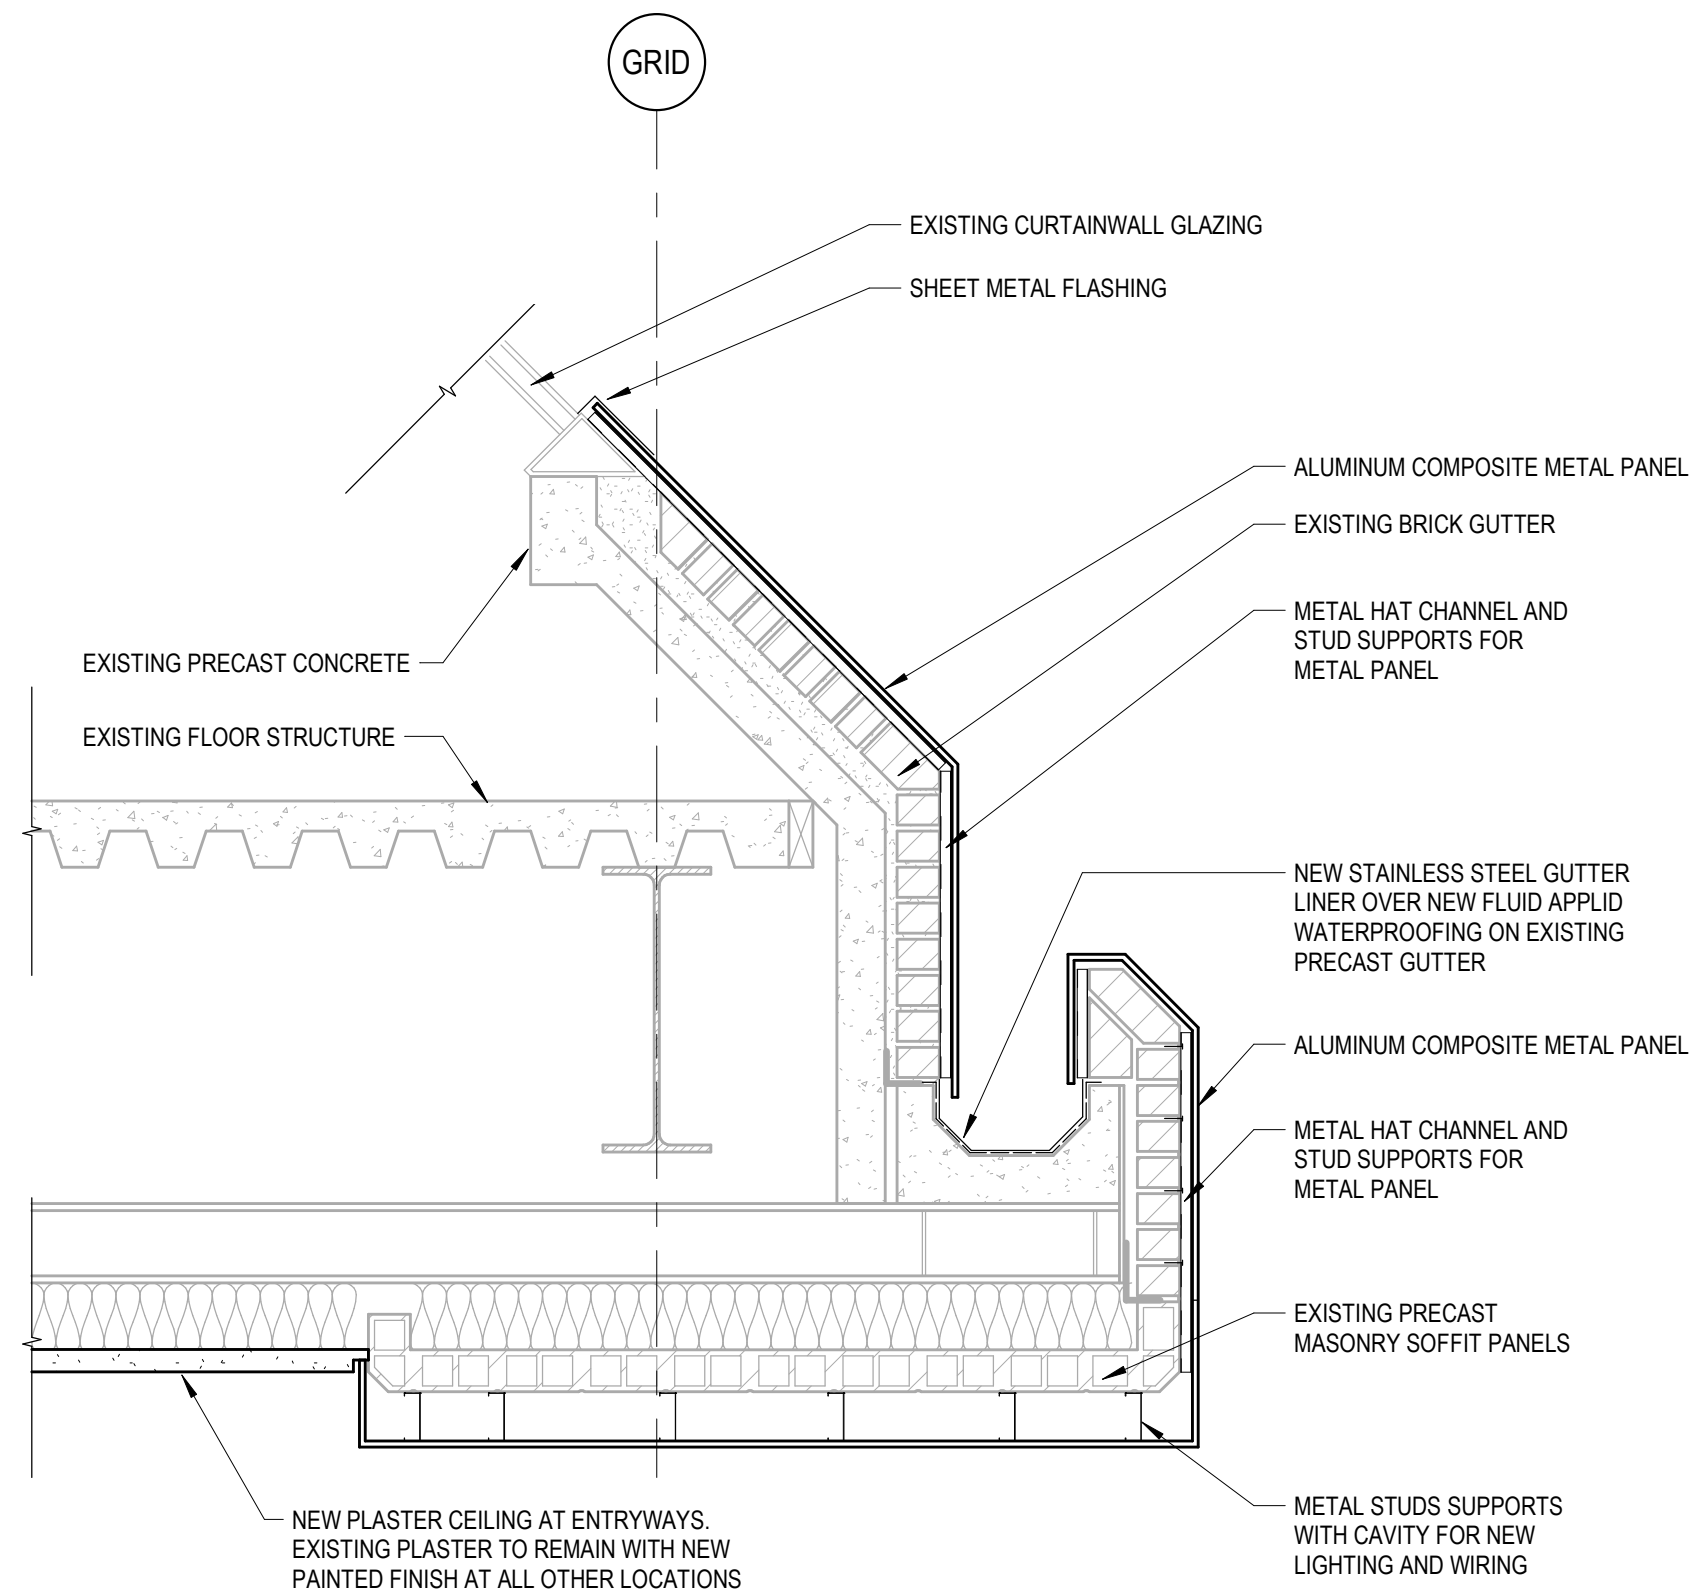 GRID
EXISTING CURTAINWALL GLAZING
SHEET METAL FLASHING
ALUMINUM COMPOSITE METAL PANEL
EXISTING BRICK GUTTER
METAL HAT CHANNEL AND
STUD SUPPORTS FOR
METAL PANEL
EXISTING PRECAST CONCRETE
EXISTING FLOOR STRUCTURE
NEW STAINLESS STEEL GUTTER
LINER OVER NEW FLUID APPLID
WATERPROOFING ON EXISTING
PRECAST GUTTER
ALUMINUM COMPOSITE METAL PANEL
METAL HAT CHANNEL AND
STUD SUPPORTS FOR
METAL PANEL
EXISTING PRECAST
MASONRY SOFFIT PANELS
METAL STUDS SUPPORTS
WITH CAVITY FOR NEW
LIGHTING AND WIRING
NEW PLASTER CEILING AT ENTRYWAYS.
EXISTING PLASTER TO REMAIN WITH NEW
PAINTED FINISH AT ALL OTHER LOCATIONS